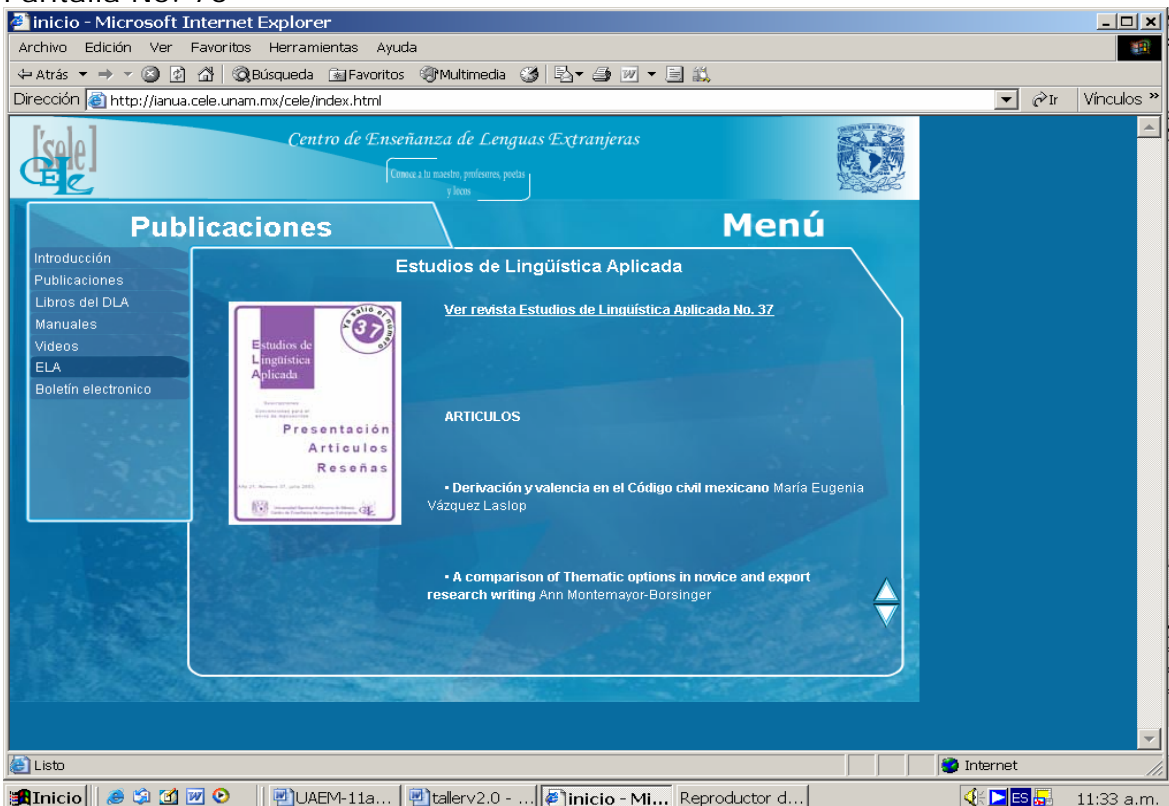 inicio - Microsoft Internet Explorer
Archivo Edición Ver Favoritos Herramientas Ayuda
Atrás Búsqueda Favoritos Multimedia
Dirección http://ianua.cele.unam.mx/cele/index.html Ir Vínculos »
['sele]
CELE
Centro de Enseñanza de Lenguas Extranjeras
Conoce a tu maestro, profesores, poetas
y locos
Publicaciones
Menú
Introducción
Publicaciones
Libros del DLA
Manuales
Videos
ELA
Boletín electronico
Estudios de Lingüística Aplicada
Ya salió el número
37
Estudios de
Lingüística
Aplicada
Presentación
Artículos
Reseñas
Ver revista Estudios de Lingüística Aplicada No. 37
ARTICULOS
• Derivación y valencia en el Código civil mexicano María Eugenia
Vázquez Laslop
• A comparison of Thematic options in novice and export
research writing Ann Montemayor-Borsinger
Listo
Internet
Inicio UAEM-11a... tallerv2.0 - ... inicio - Mi... Reproductor d... ES 11:33 a.m.